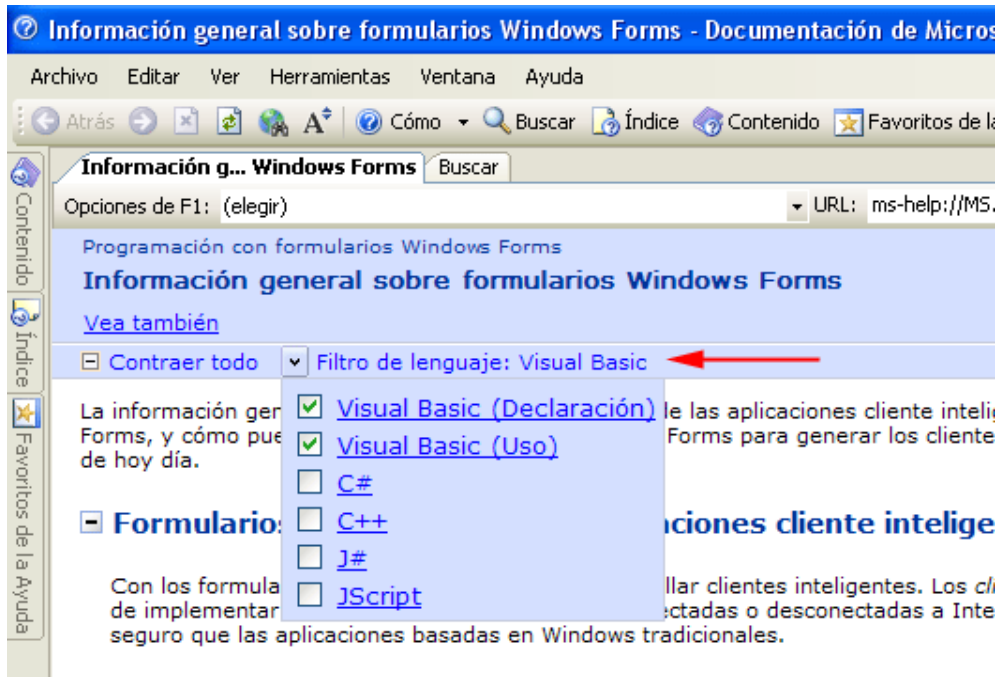 Información general sobre formularios Windows Forms - Documentación de Micros
Archivo Editar Ver Herramientas Ventana Ayuda
Atrás Cómo Buscar Índice Contenido Favoritos de la
Información g... Windows Forms Buscar
Opciones de F1: (elegir) URL: ms-help://MS.
Contenido
Índice
Favoritos de la Ayuda
Programación con formularios Windows Forms
Información general sobre formularios Windows Forms
Vea también
Contraer todo Filtro de lenguaje: Visual Basic
Visual Basic (Declaración)
Visual Basic (Uso)
C#
C++
J#
JScript
La información gen le las aplicaciones cliente intelig
Forms, y cómo pue Forms para generar los cliente
de hoy día.
Formulario: aciones cliente intelige
Con los formula llar clientes inteligentes. Los cli
de implementar ectadas o desconectadas a Inte
seguro que las aplicaciones basadas en Windows tradicionales.